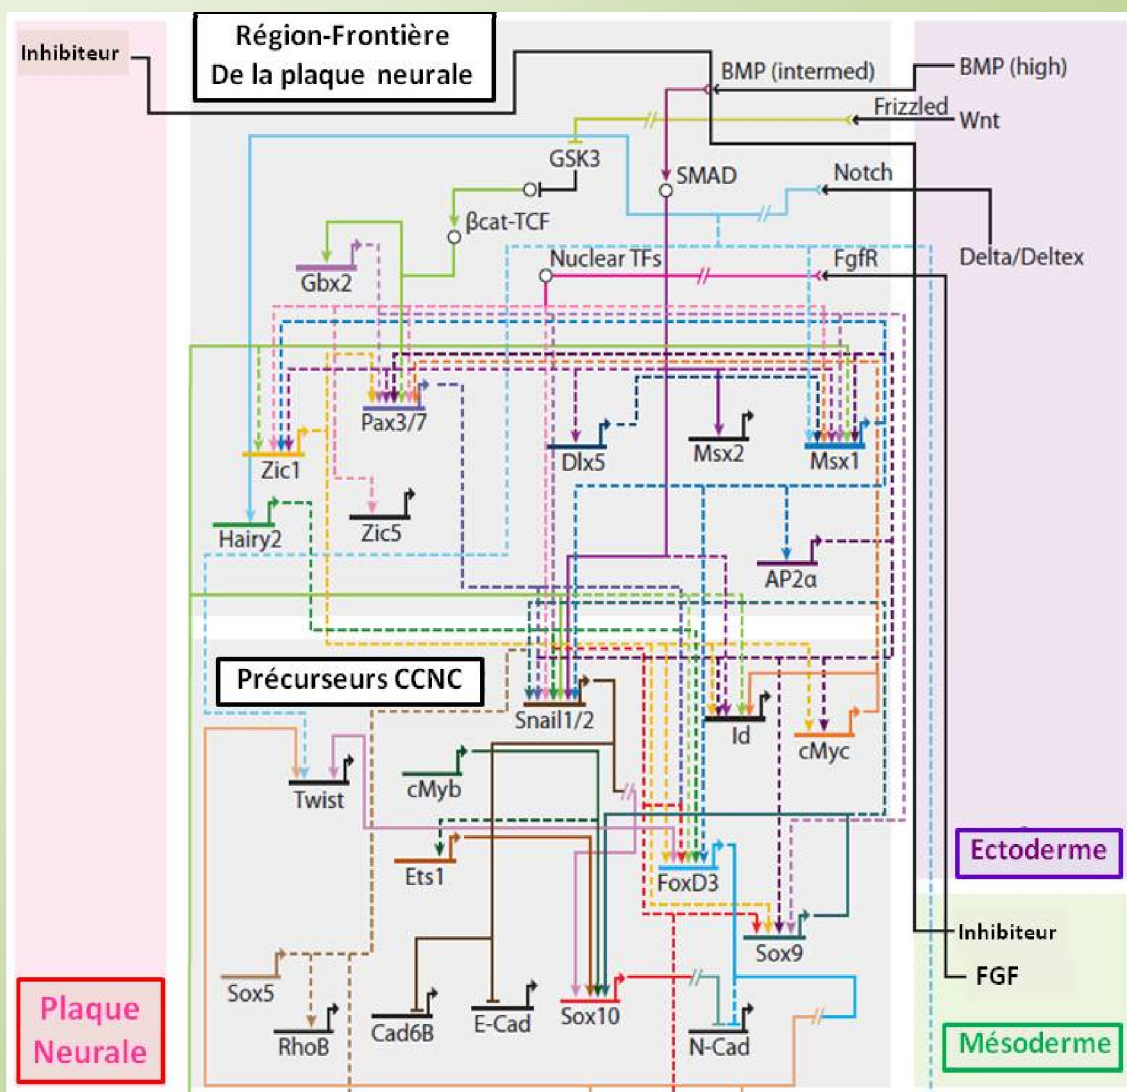 Inhibiteur
Région-Frontière
De la plaque neurale
BMP (intermed)
BMP (high)
Frizzled
Wnt
GSK3
SMAD
Notch
βcat-TCF
Nuclear TFs
FgfR
Delta/Deltex
Gbx2
Pax3/7
Zic1
Dlx5
Msx2
Msx1
Hairy2
Zic5
AP2α
Précurseurs CCNC
Snail1/2
Id
cMyc
Twist
cMyb
Ets1
FoxD3
Ectoderme
Sox9
Inhibiteur
FGF
Sox5
RhoB
Cad6B
E-Cad
Sox10
N-Cad
Plaque
Neurale
Mésoderme